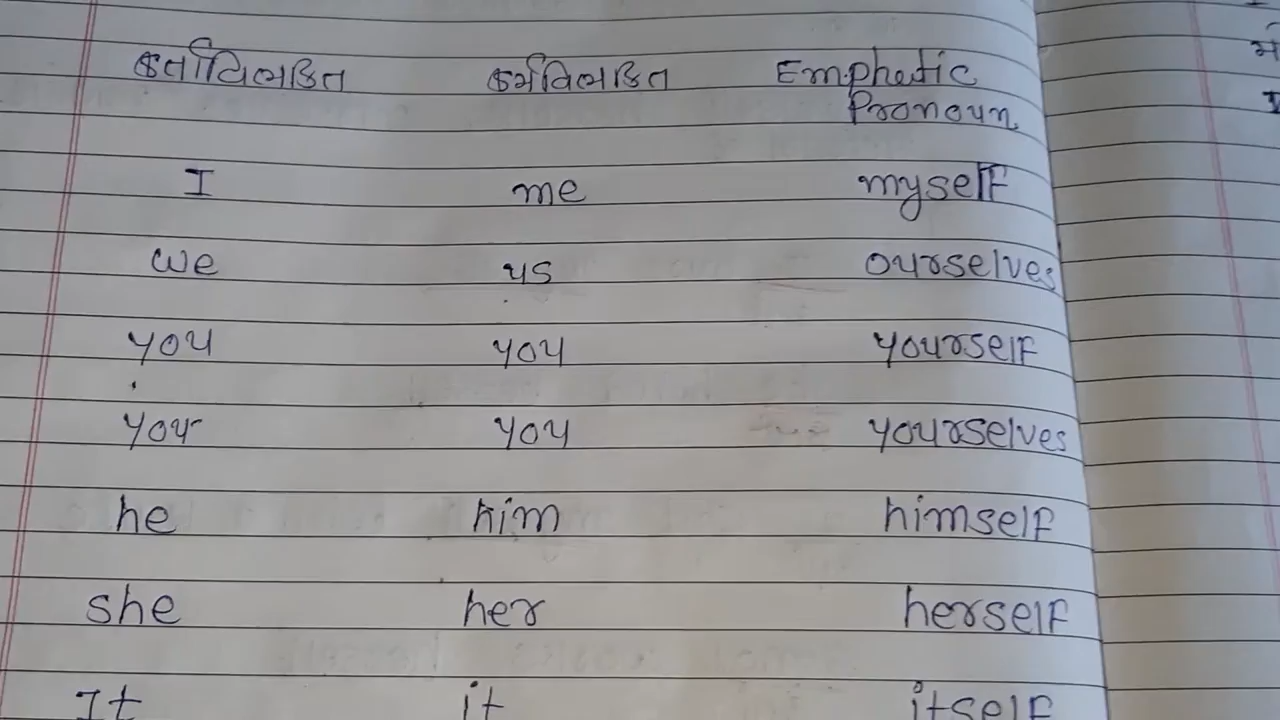 કર્તાવિભક્તિ કર્મવિભક્તિ Emphatic
Pronoun.
I me myself
we us ourselves
you you yourself
you you yourselves
he him himself
she her herself
It it itself